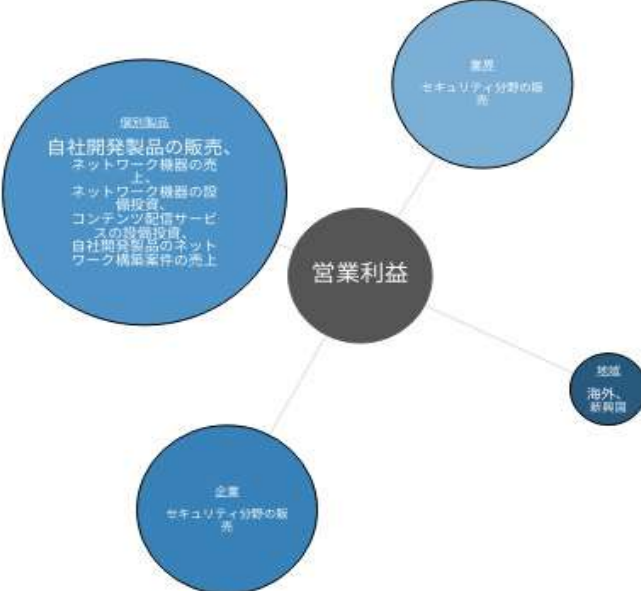 業界
セキュリティ分野の販
売
個別製品
自社開発製品の販売、
ネットワーク機器の売
上、
ネットワーク機器の設
備投資、
コンテンツ配信サービ
スの設備投資、
自社開発製品のネット
ワーク構築案件の売上
営業利益
地域
海外、
新興国
企業
セキュリティ分野の販
売